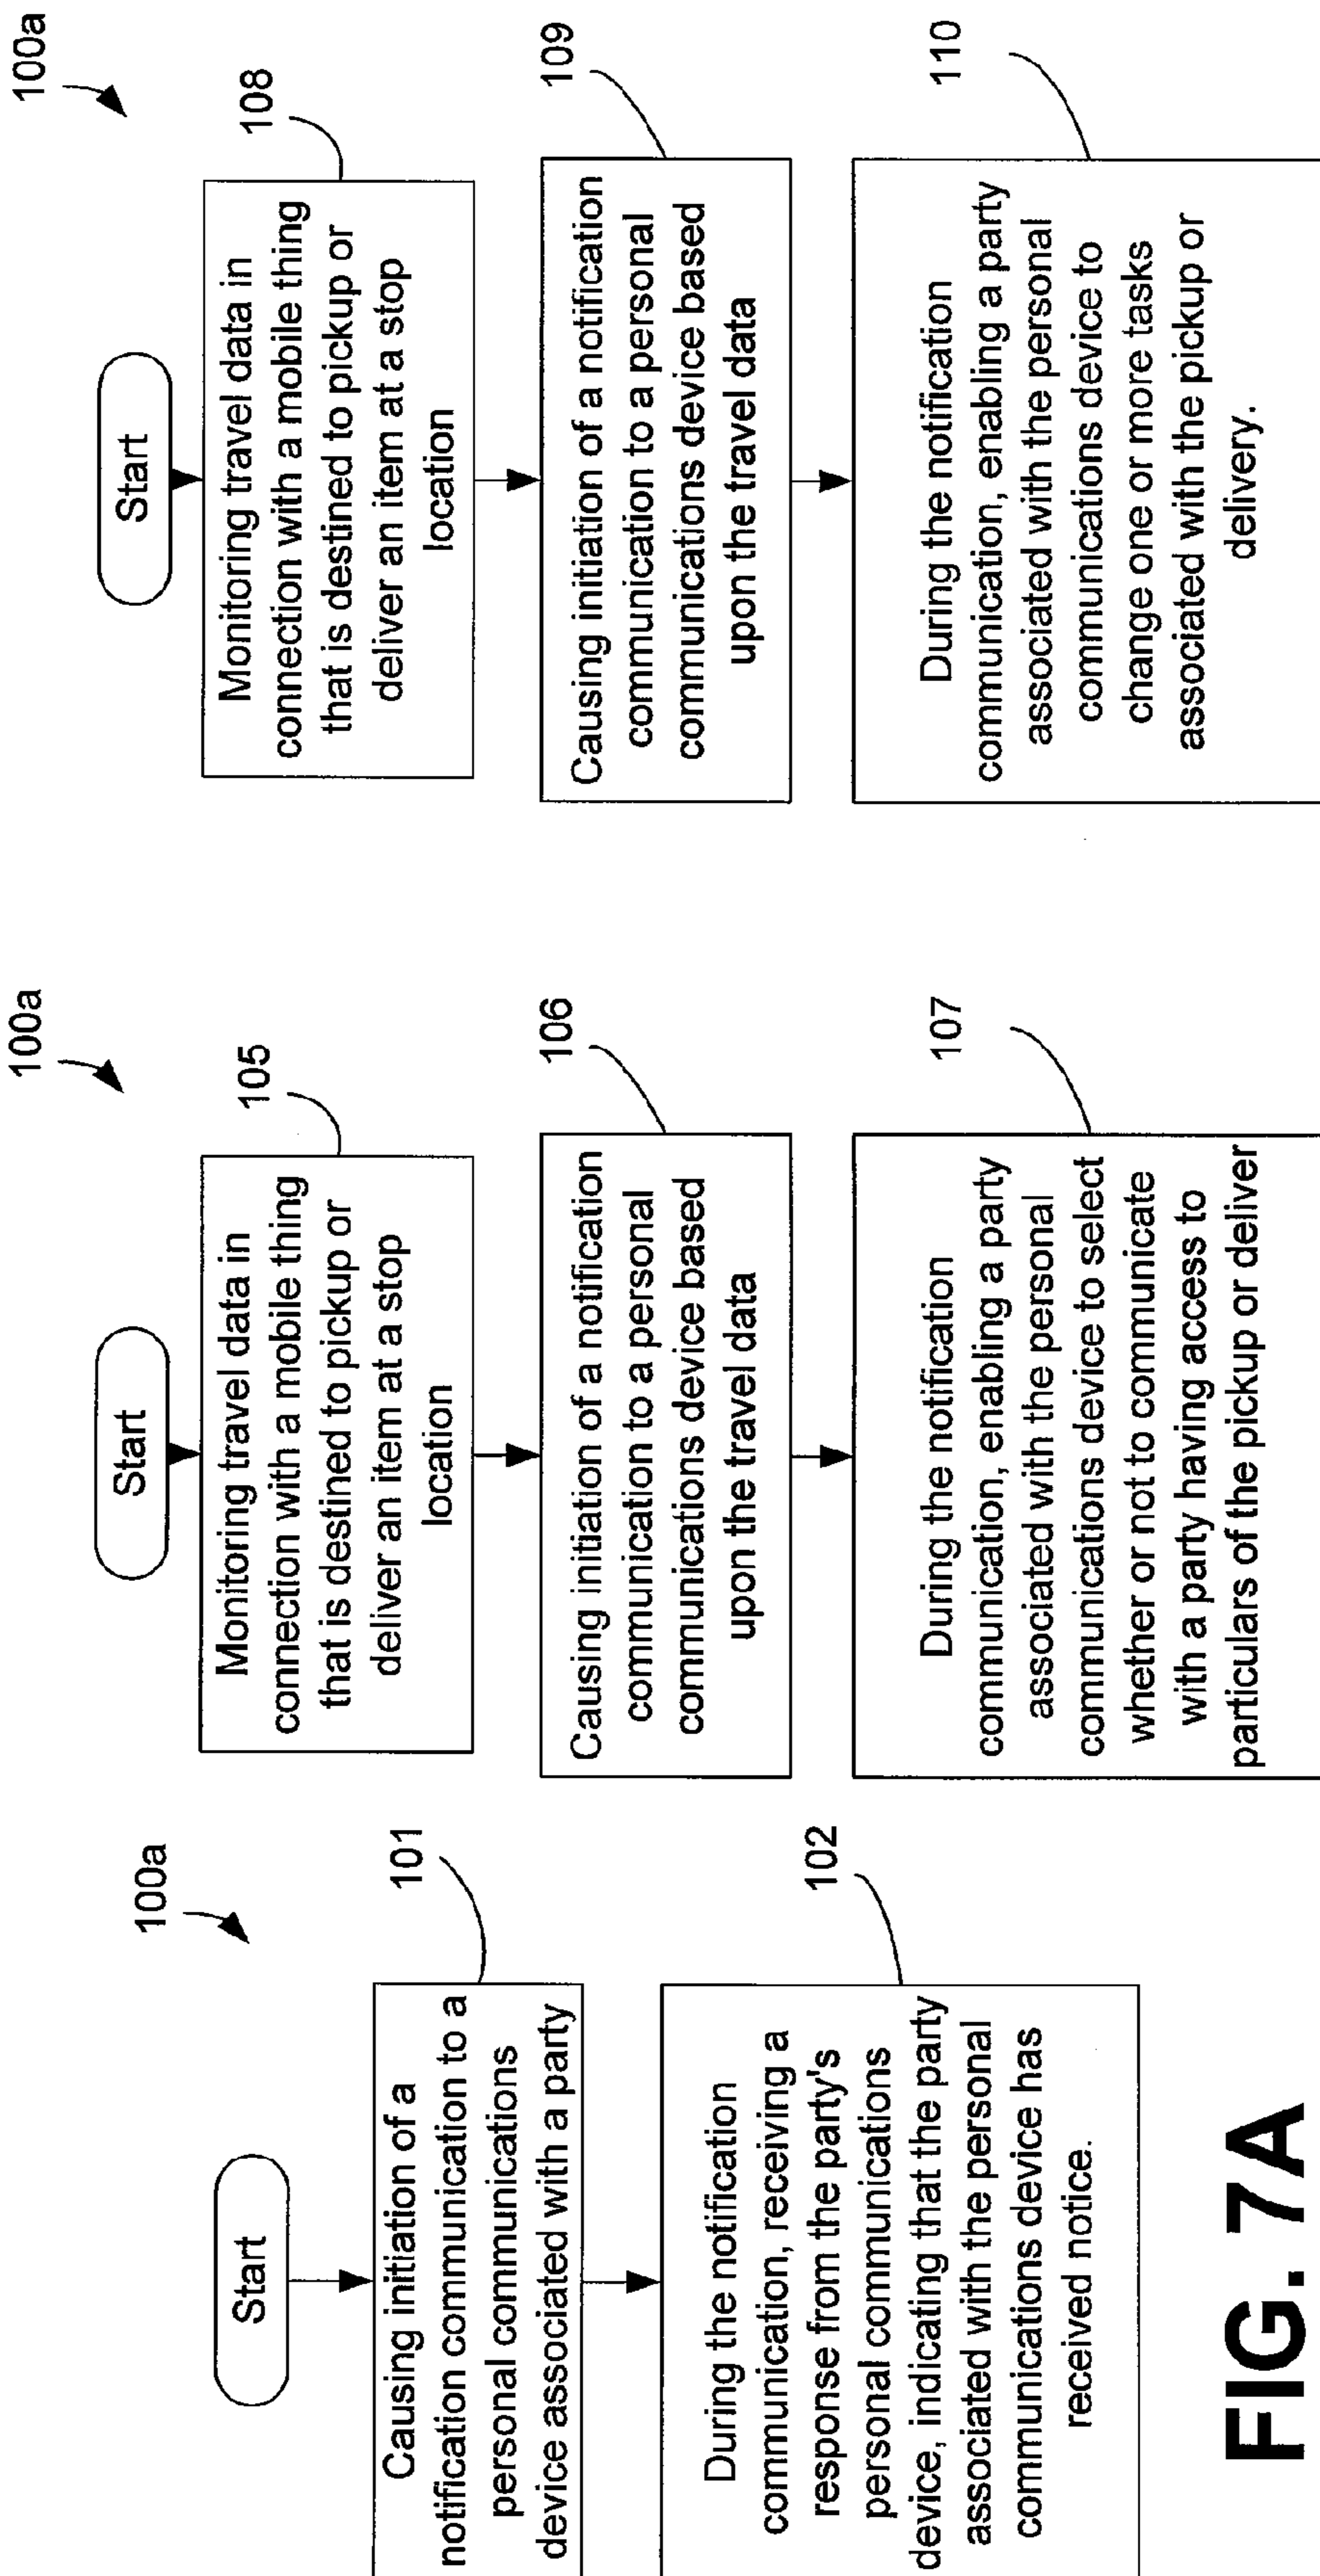 100a
Start
Causing initiation of a
notification communication to a
personal communications
device associated with a party
101
During the notification
communication, receiving a
response from the party's
personal communications
device, indicating that the party
associated with the personal
communications device has
received notice.
102
FIG. 7A
100a
Start
Monitoring travel data in
connection with a mobile thing
that is destined to pickup or
deliver an item at a stop
location
105
Causing initiation of a notification
communication to a personal
communications device based
upon the travel data
106
During the notification
communication, enabling a party
associated with the personal
communications device to select
whether or not to communicate
with a party having access to
particulars of the pickup or deliver
107
100a
Start
Monitoring travel data in
connection with a mobile thing
that is destined to pickup or
deliver an item at a stop
location
108
Causing initiation of a notification
communication to a personal
communications device based
upon the travel data
109
During the notification
communication, enabling a party
associated with the personal
communications device to
change one or more tasks
associated with the pickup or
delivery.
110